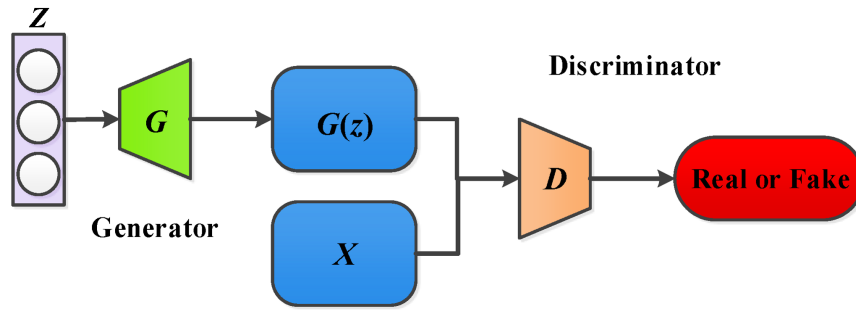 Z
Discriminator
G
G(z)
D
Real or Fake
Generator
X